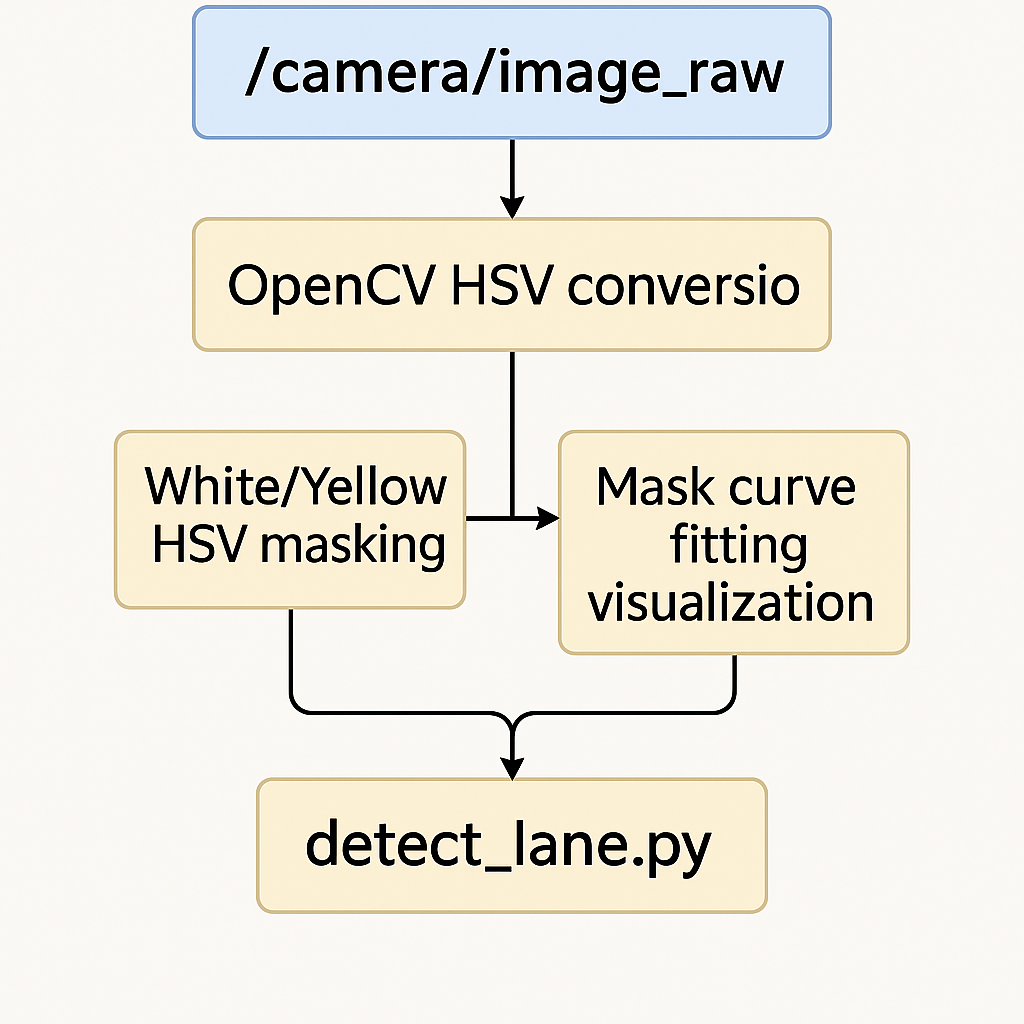 /camera/image_raw
OpenCV HSV conversio
White/Yellow
HSV masking
Mask curve
fitting
visualization
detect_lane.py